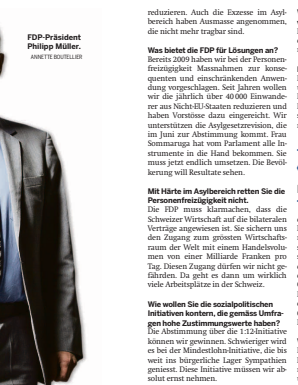 FDP-Präsident
Philipp Müller.
ANNETTE BOUTELLIER
reduzieren. Auch die Exzesse im Asyl-
bereich haben Ausmasse angenommen,
die nicht mehr tragbar sind.
Was bietet die FDP für Lösungen an?
Bereits 2009 haben wir bei der Personen-
freizügigkeit Massnahmen zur konse-
quenten und einschränkenden Anwen-
dung vorgeschlagen. Seit Jahren wollen
wir die jährlich über 40 000 Einwande-
rer aus Nicht-EU-Staaten reduzieren und
haben Vorstösse dazu eingereicht. Wir
unterstützen die Asylgesetzrevision, die
im Juni zur Abstimmung kommt. Frau
Sommaruga hat vom Parlament alle In-
strumente in die Hand bekommen. Sie
muss jetzt endlich umsetzen. Die Bevöl-
kerung will Resultate sehen.
Mit Härte im Asylbereich retten Sie die
Personenfreizügigkeit nicht.
Die FDP muss klarmachen, dass die
Schweizer Wirtschaft auf die bilateralen
Verträge angewiesen ist. Sie sichern uns
den Zugang zum grössten Wirtschafts-
raum der Welt mit einem Handelsvolu-
men von einer Milliarde Franken pro
Tag. Diesen Zugang dürfen wir nicht ge-
fährden. Da geht es dann um wirklich
viele Arbeitsplätze in der Schweiz.
Wie wollen Sie die sozialpolitischen
Initiativen kontern, die gemäss Umfra-
gen hohe Zustimmungswerte haben?
Die Abstimmung über die 1:12-Initiative
können wir gewinnen. Schwieriger wird
es bei der Mindestlohn-Initiative, die bis
weit ins bürgerliche Lager Sympathien
geniesst. Diese Initiative müssen wir ab-
solut ernst nehmen.